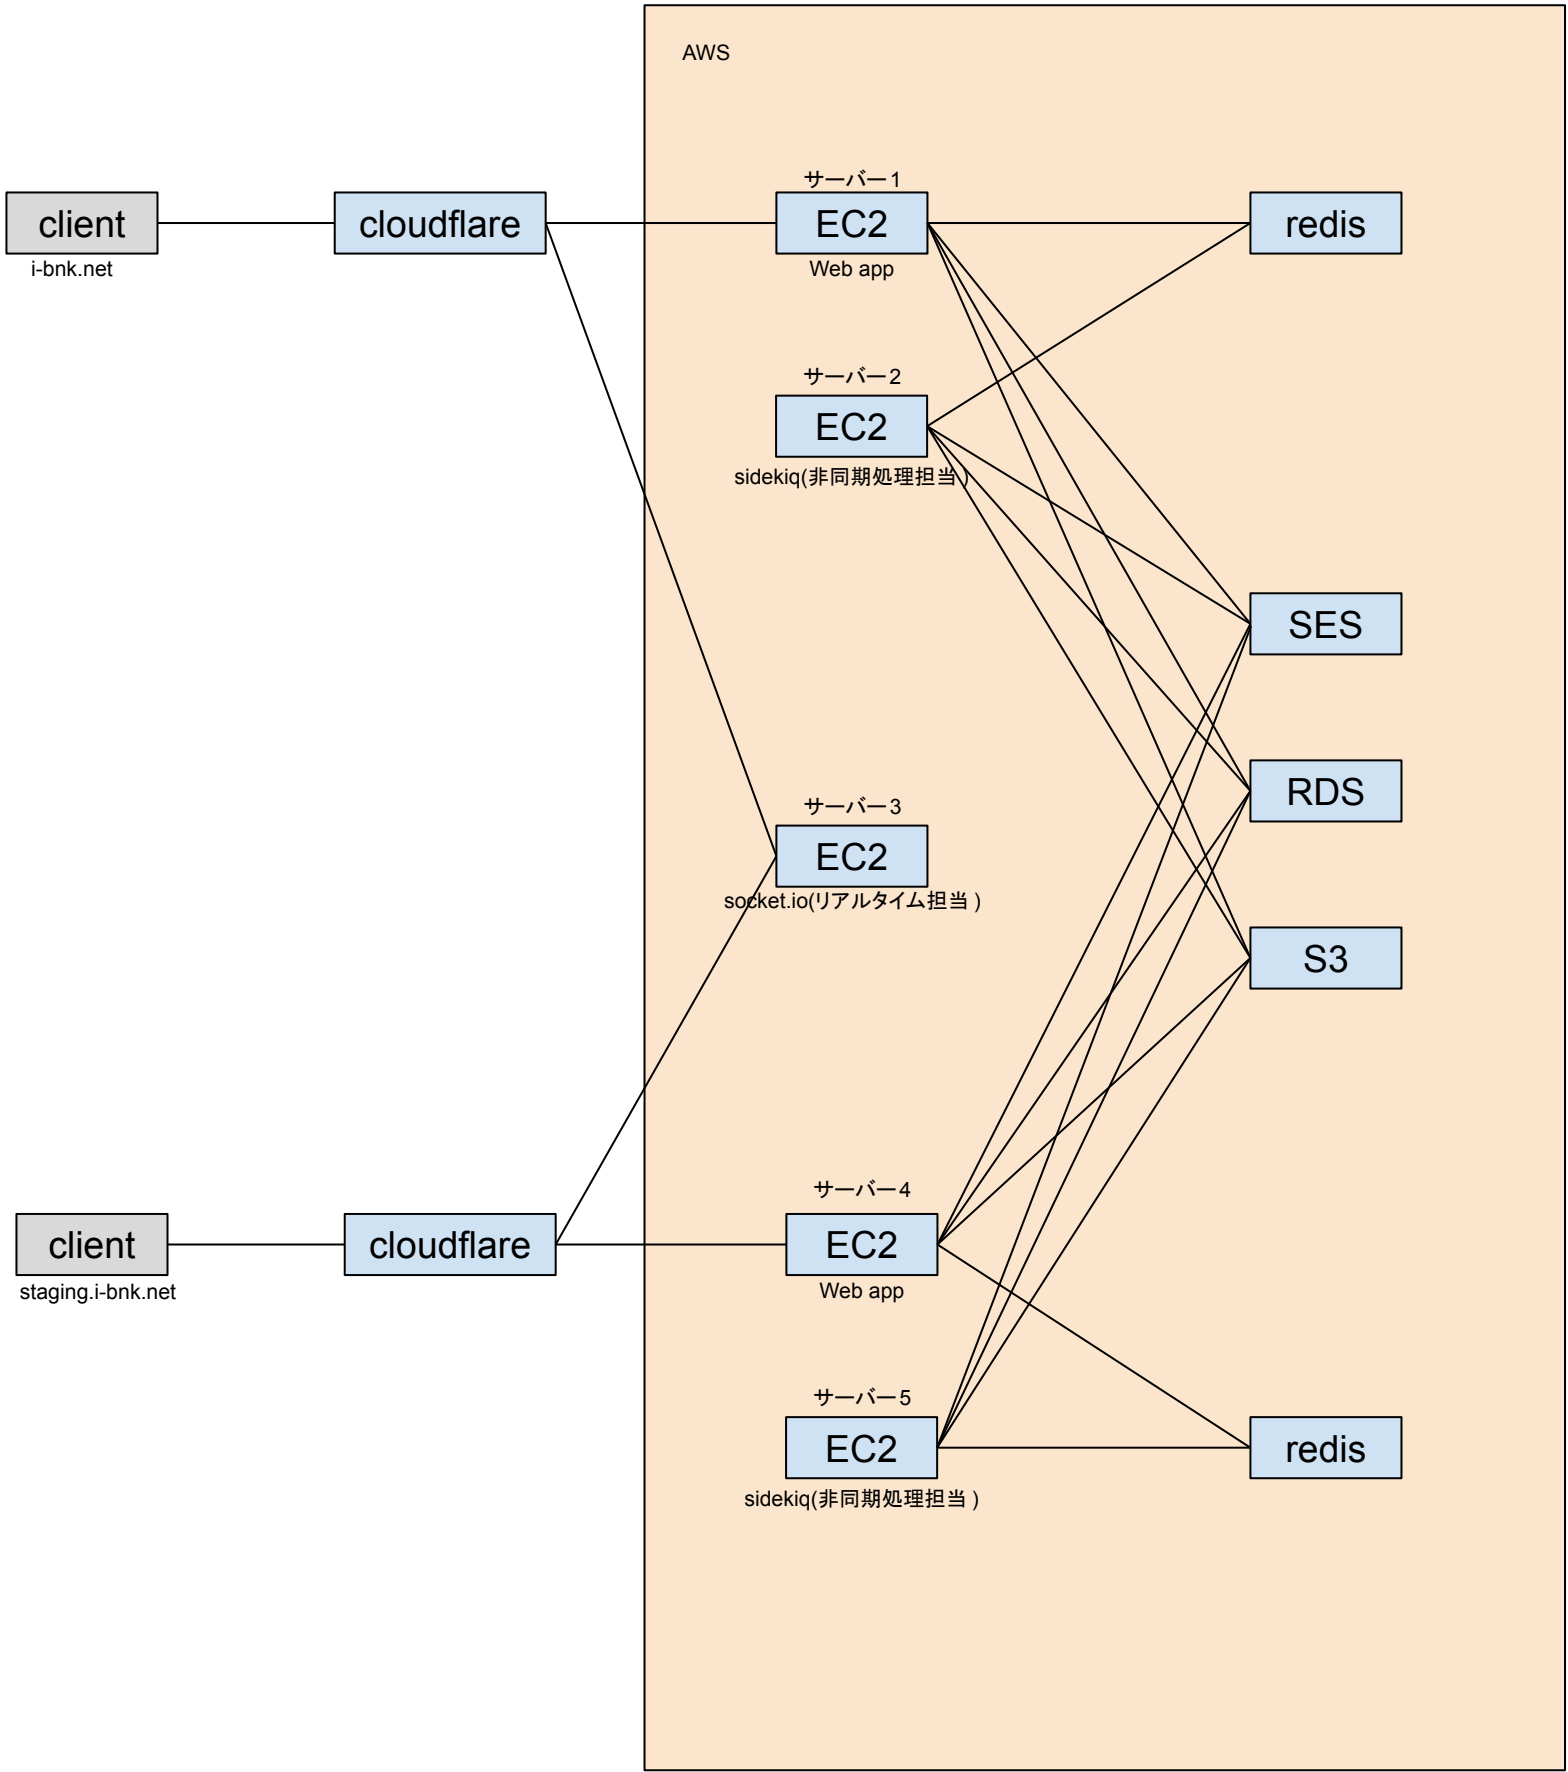 AWS
サーバー1
client
cloudflare
EC2
redis
i-bnk.net
Web app
サーバー2
EC2
sidekiq(非同期処理担当)
SES
RDS
サーバー3
EC2
socket.io(リアルタイム担当)
S3
サーバー4
client
cloudflare
EC2
staging.i-bnk.net
Web app
サーバー5
EC2
redis
sidekiq(非同期処理担当)